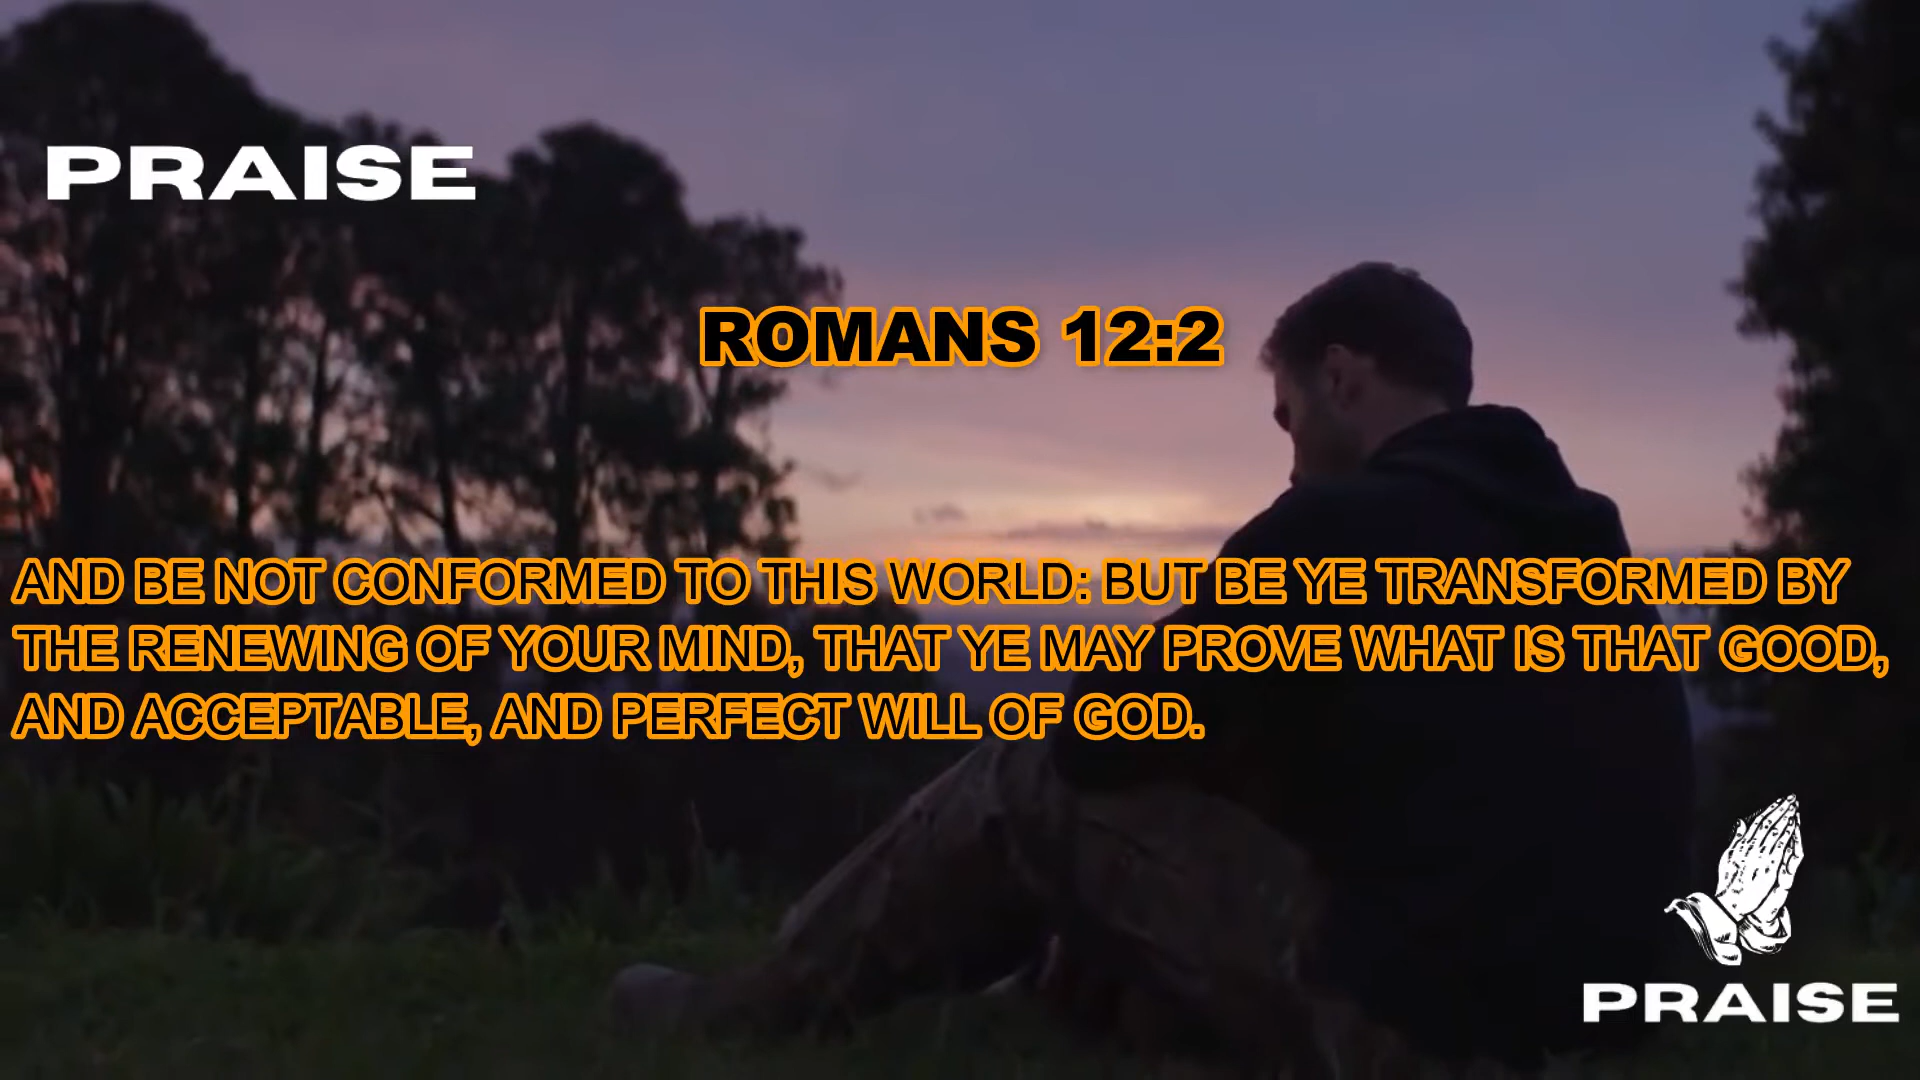 PRAISE
ROMANS 12:2
AND BE NOT CONFORMED TO THIS WORLD: BUT BE YE TRANSFORMED BY
THE RENEWING OF YOUR MIND, THAT YE MAY PROVE WHAT IS THAT GOOD,
AND ACCEPTABLE, AND PERFECT WILL OF GOD.
PRAISE